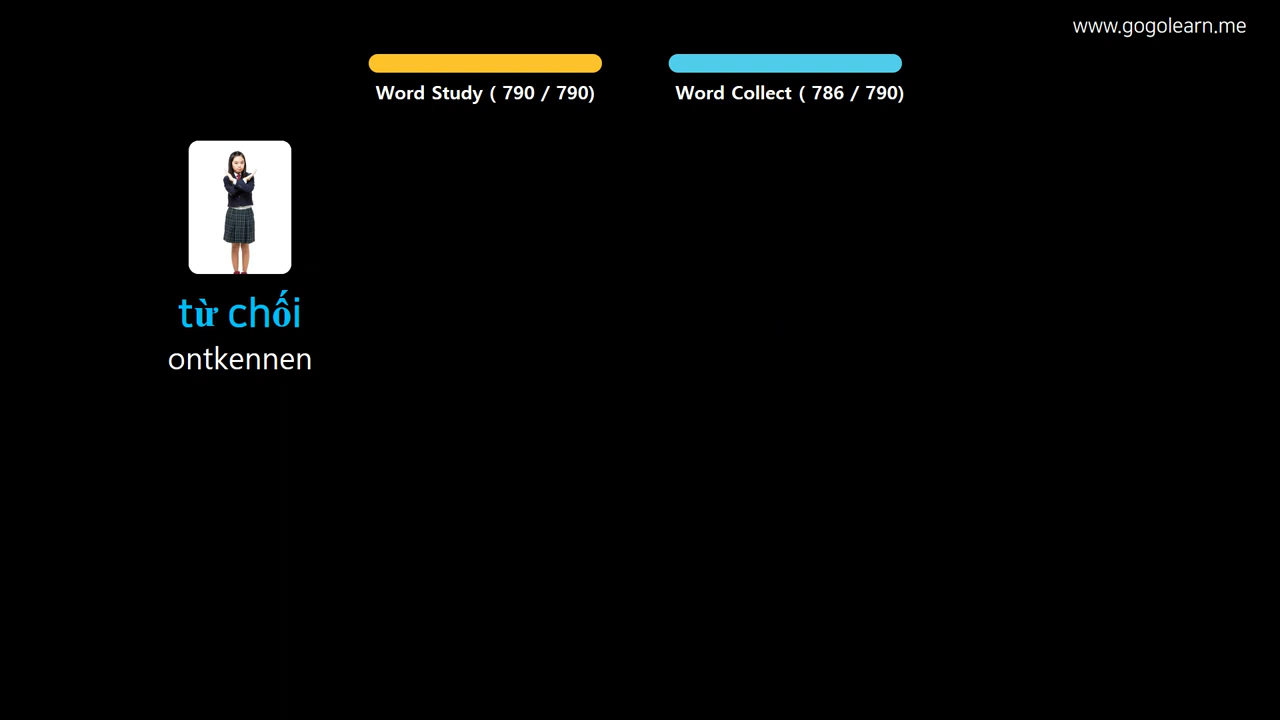 www.gogolearn.me
Word Study ( 790 / 790)
Word Collect ( 786 / 790)
từ chối
ontkennen